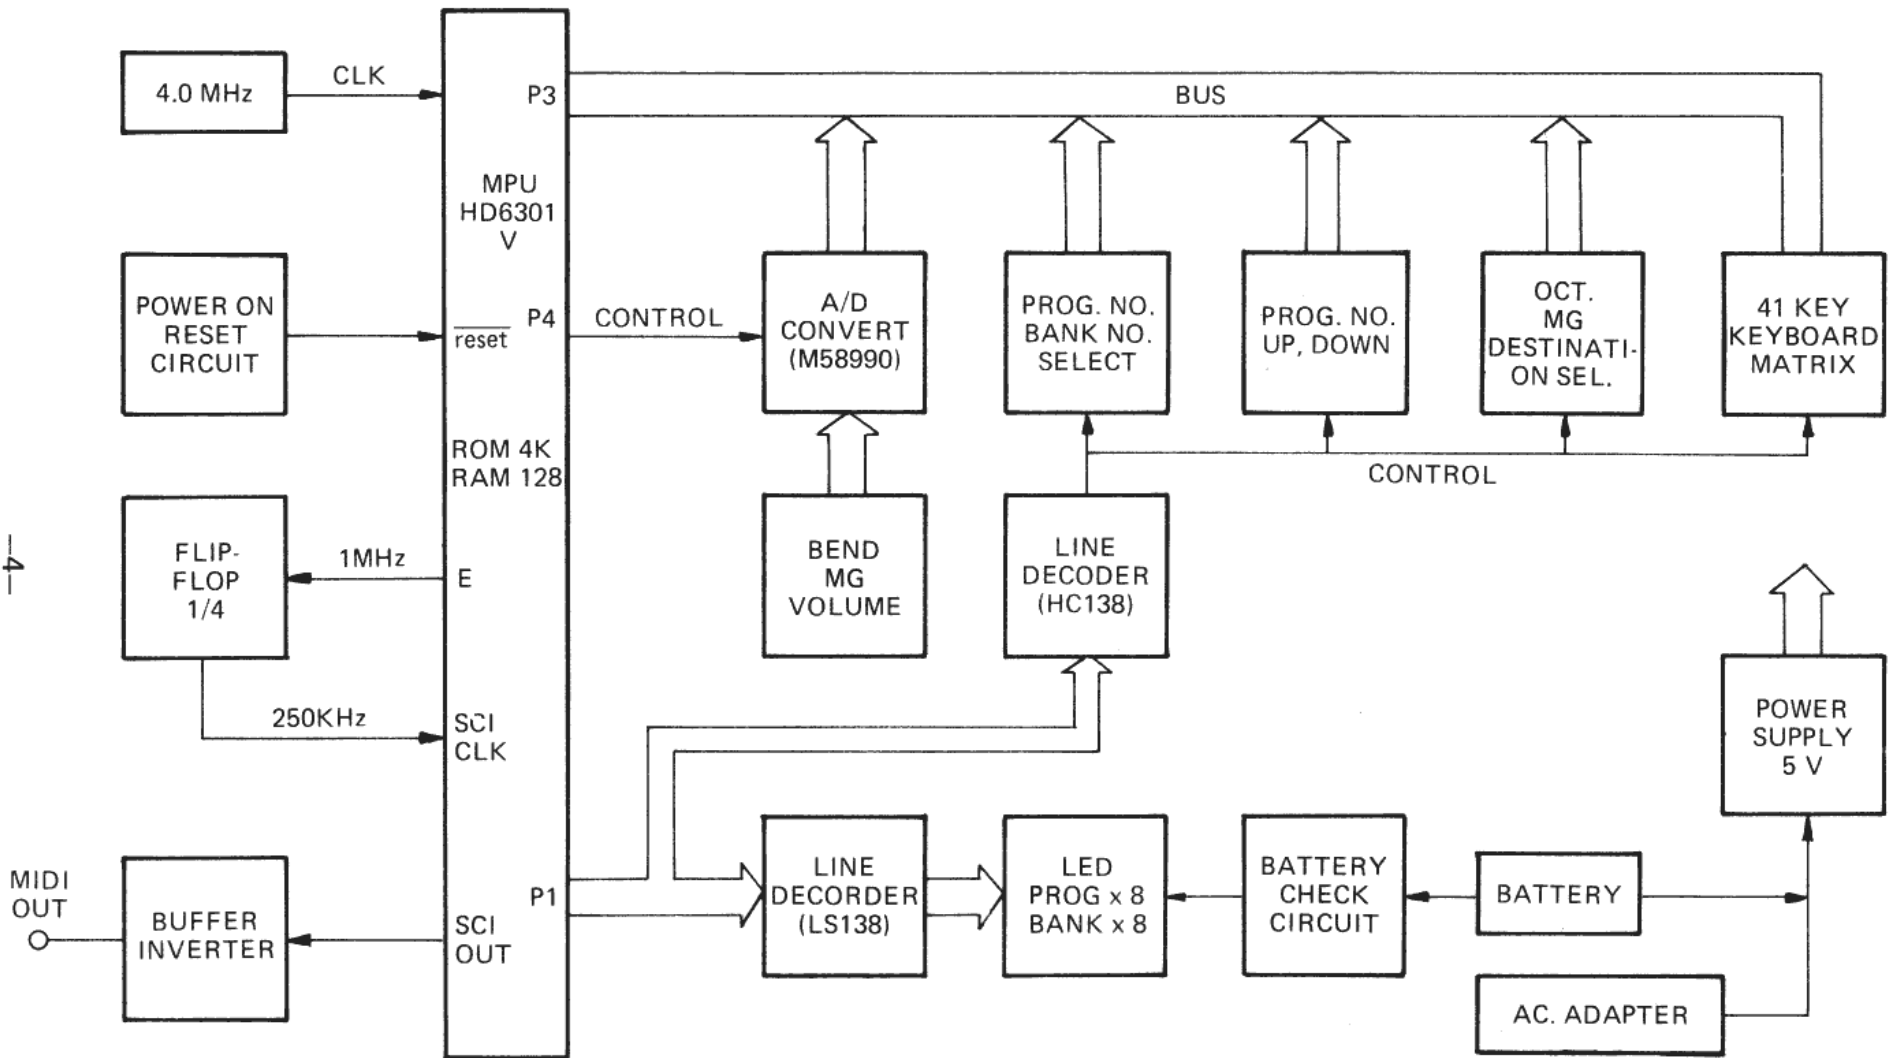 4.0 MHz
CLK
P3
BUS
MPU
HD6301
V
POWER ON
RESET
CIRCUIT
reset
P4
CONTROL
A/D
CONVERT
(M58990)
PROG. NO.
BANK NO.
SELECT
PROG. NO.
UP, DOWN
OCT.
MG
DESTINATI-
ON SEL.
41 KEY
KEYBOARD
MATRIX
ROM 4K
RAM 128
CONTROL
–4–
FLIP-
FLOP
1/4
1MHz
E
BEND
MG
VOLUME
LINE
DECODER
(HC138)
250KHz
SCI
CLK
POWER
SUPPLY
5 V
MIDI
OUT
BUFFER
INVERTER
SCI
OUT
P1
LINE
DECORDER
(LS138)
LED
PROG x 8
BANK x 8
BATTERY
CHECK
CIRCUIT
BATTERY
AC. ADAPTER